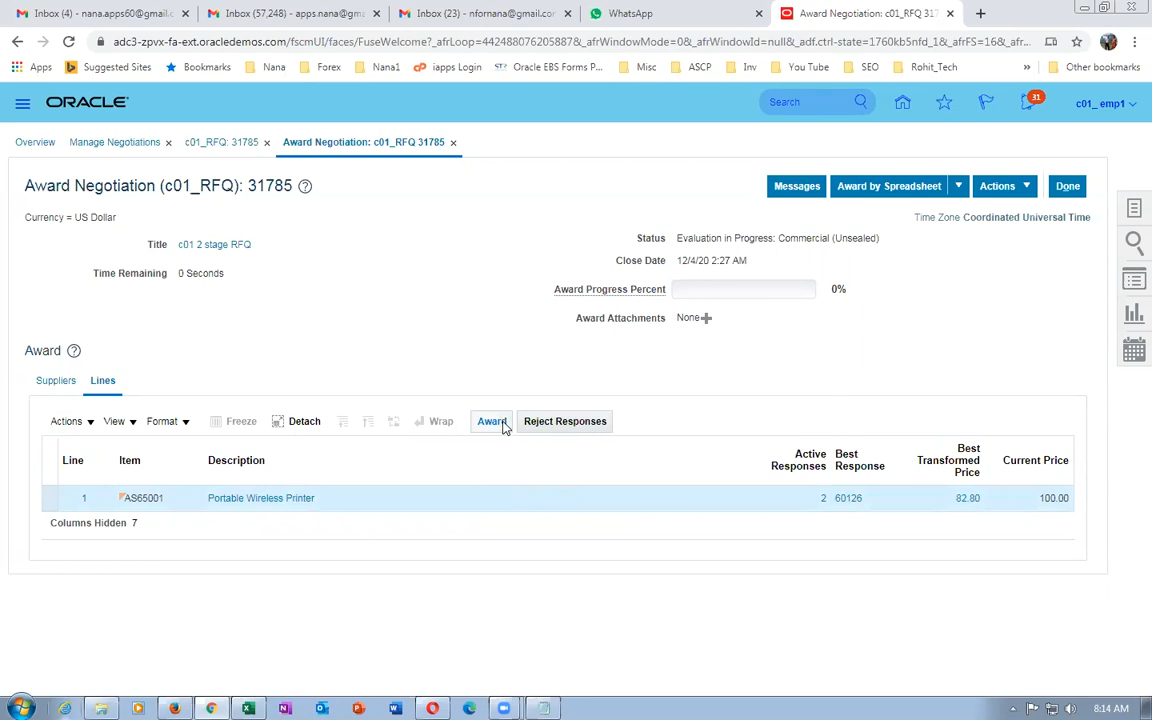 Inbox (4) - nana.apps60@gmail.c
Inbox (57,248) - apps.nana@gm
Inbox (23) - nfornana@gmail.con
WhatsApp
Award Negotiation: c01_RFQ 317
adc3-zpvx-fa-ext.oracledemos.com/fscmUI/faces/FuseWelcome?_afrLoop=442488076205887&_afrWindowMode=0&_afrWindowId=null&_adf.ctrl-state=1760kb5nfd_1&_afrFS=16&_afr...
Apps
Suggested Sites
Bookmarks
Nana
Forex
Nana1
iapps Login
Oracle EBS Forms P...
Misc
ASCP
Inv
You Tube
SEO
Rohit_Tech
»
Other bookmarks
ORACLE
Search
31
c01_ emp1
Overview
Manage Negotiations
c01_RFQ: 31785
Award Negotiation: c01_RFQ 31785
Award Negotiation (c01_RFQ): 31785
Messages
Award by Spreadsheet
Actions
Done
Currency = US Dollar
Time Zone Coordinated Universal Time
Title c01 2 stage RFQ
Status Evaluation in Progress: Commercial (Unsealed)
Close Date 12/4/20 2:27 AM
Time Remaining 0 Seconds
Award Progress Percent 0%
Award Attachments None
Award
Suppliers
Lines
Actions
View
Format
Freeze
Detach
Wrap
Award
Reject Responses
Line
Item
Description
Active Responses
Best Response
Best Transformed Price
Current Price
1
AS65001
Portable Wireless Printer
2
60126
82.80
100.00
Columns Hidden 7
8:14 AM